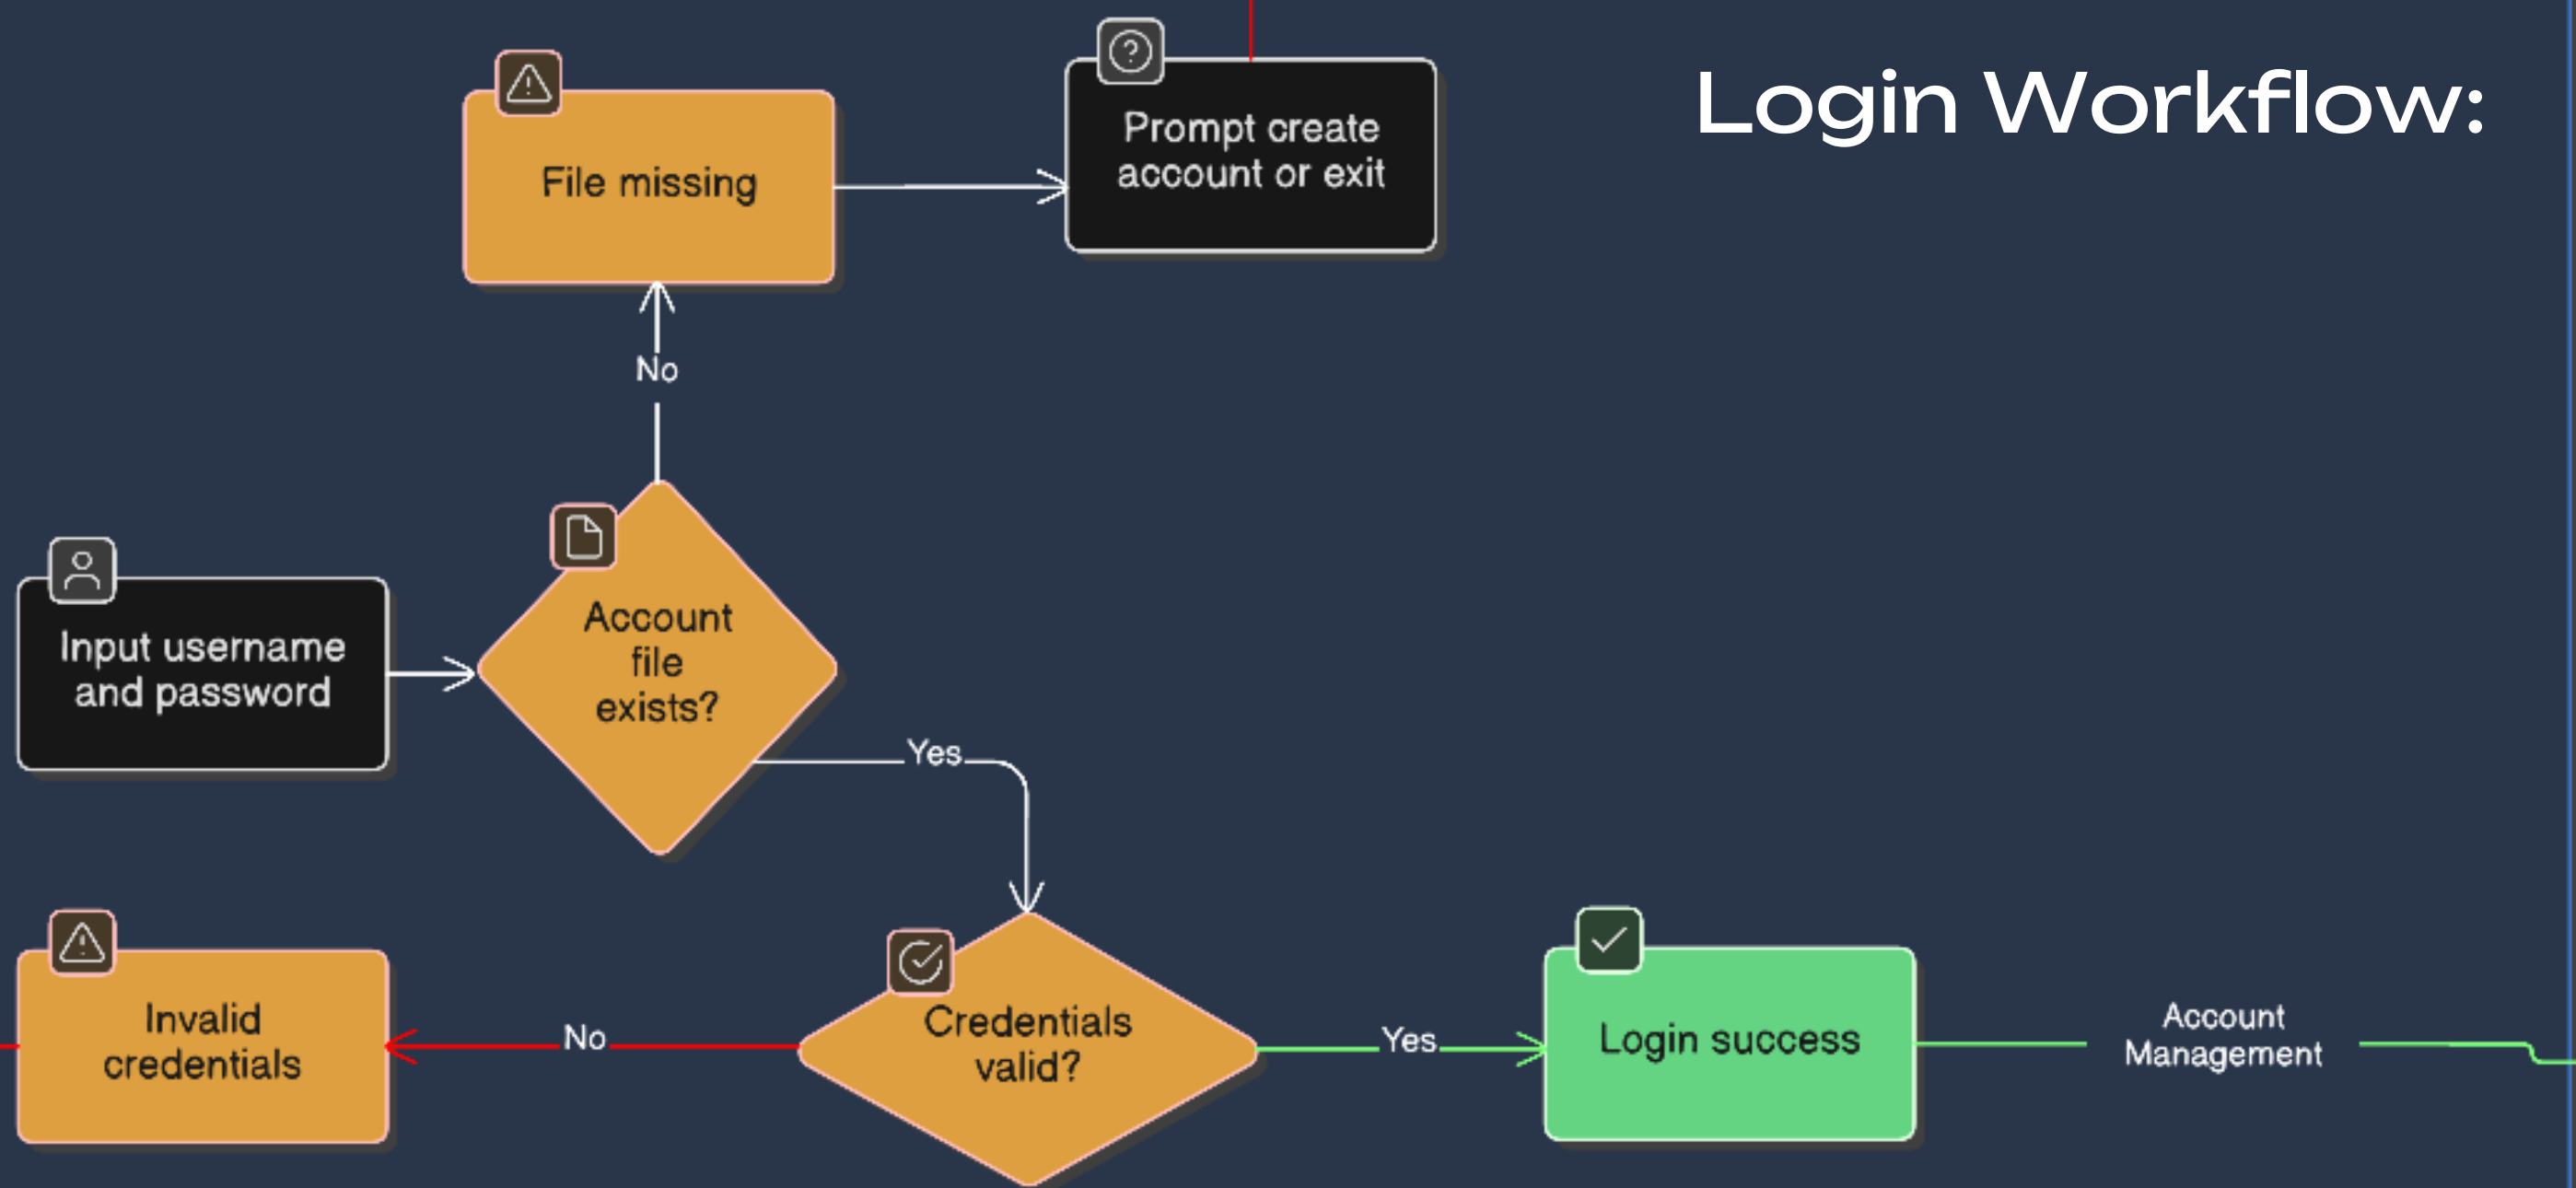 Login Workflow:
File missing
Prompt create
account or exit
No
Input username
and password
Account
file
exists?
Yes
Invalid
credentials
No
Credentials
valid?
Yes
Login success
Account
Management